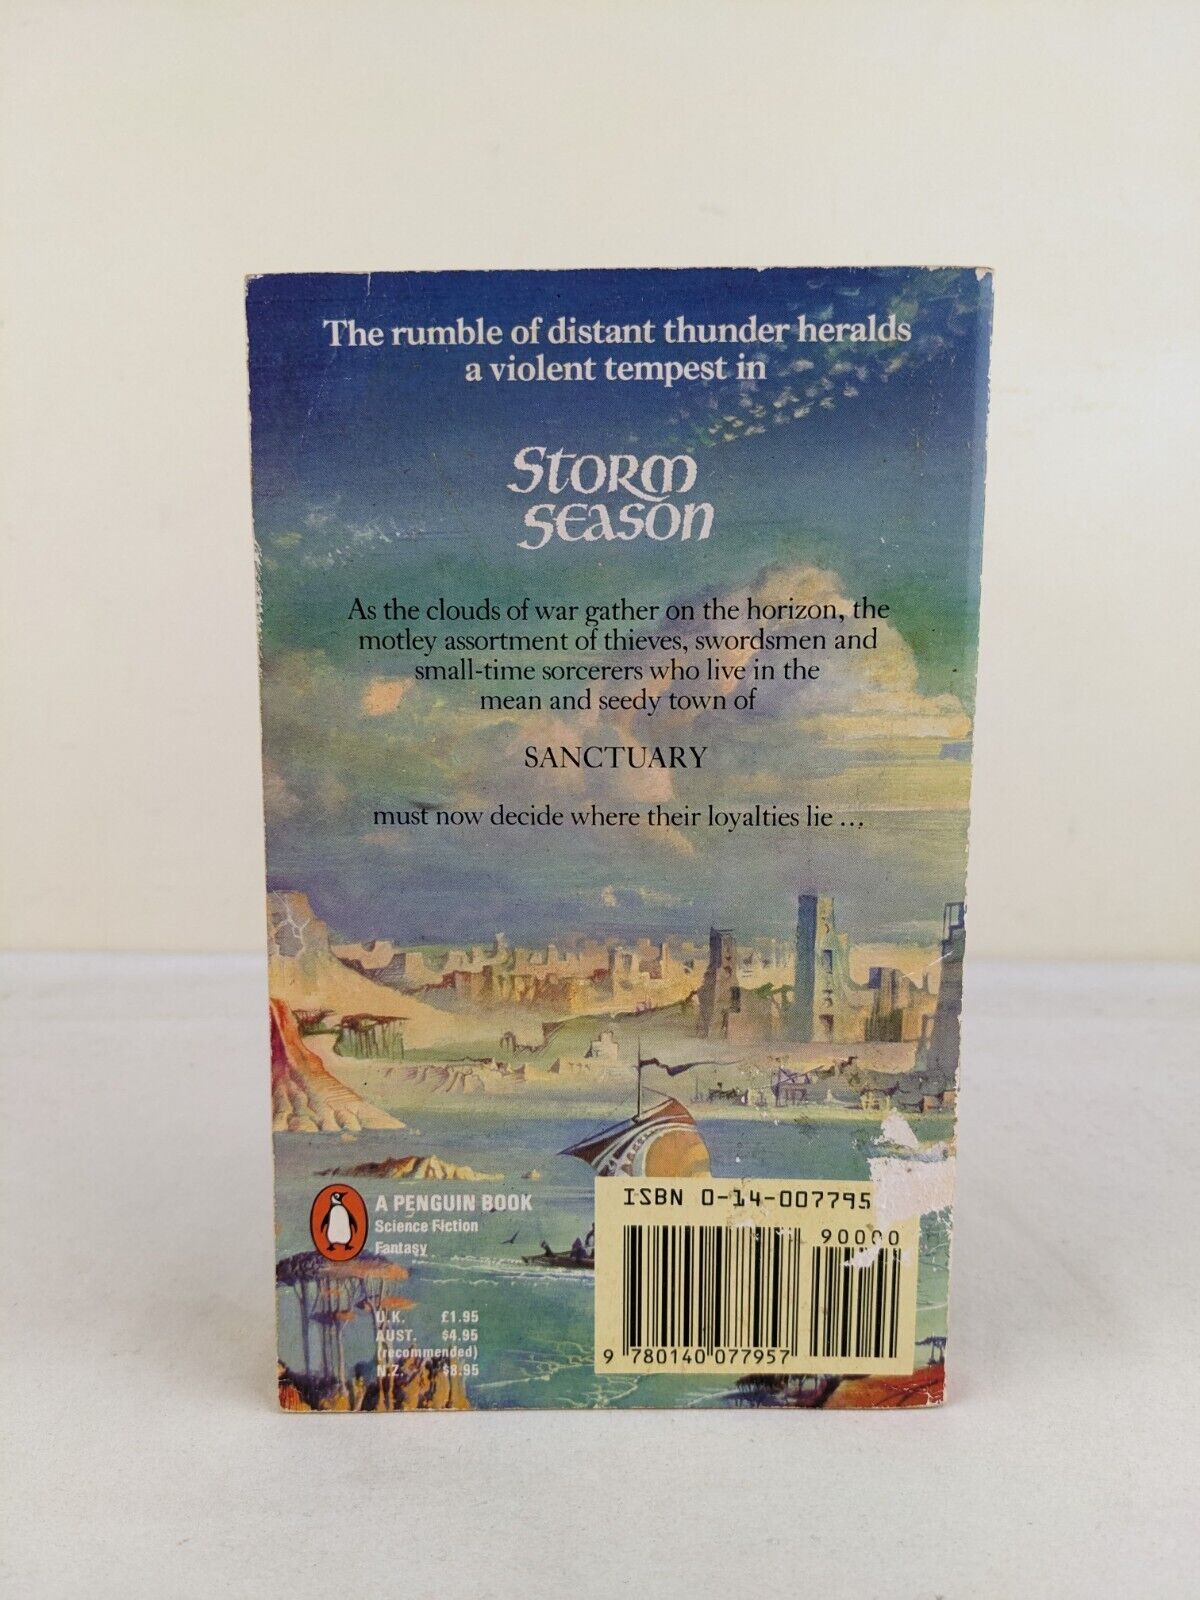 The rumble of distant thunder heralds
a violent tempest in
STORM
SEASON
As the clouds of war gather on the horizon, the
motley assortment of thieves, swordsmen and
small-time sorcerers who live in the
mean and seedy town of
SANCTUARY
must now decide where their loyalties lie ...
A PENGUIN BOOK
Science Fiction
Fantasy
U.K. £1.95
AUST. $4.95
(recommended)
N.Z. $8.95
ISBN 0-14-007795
90000
9 780140 077957